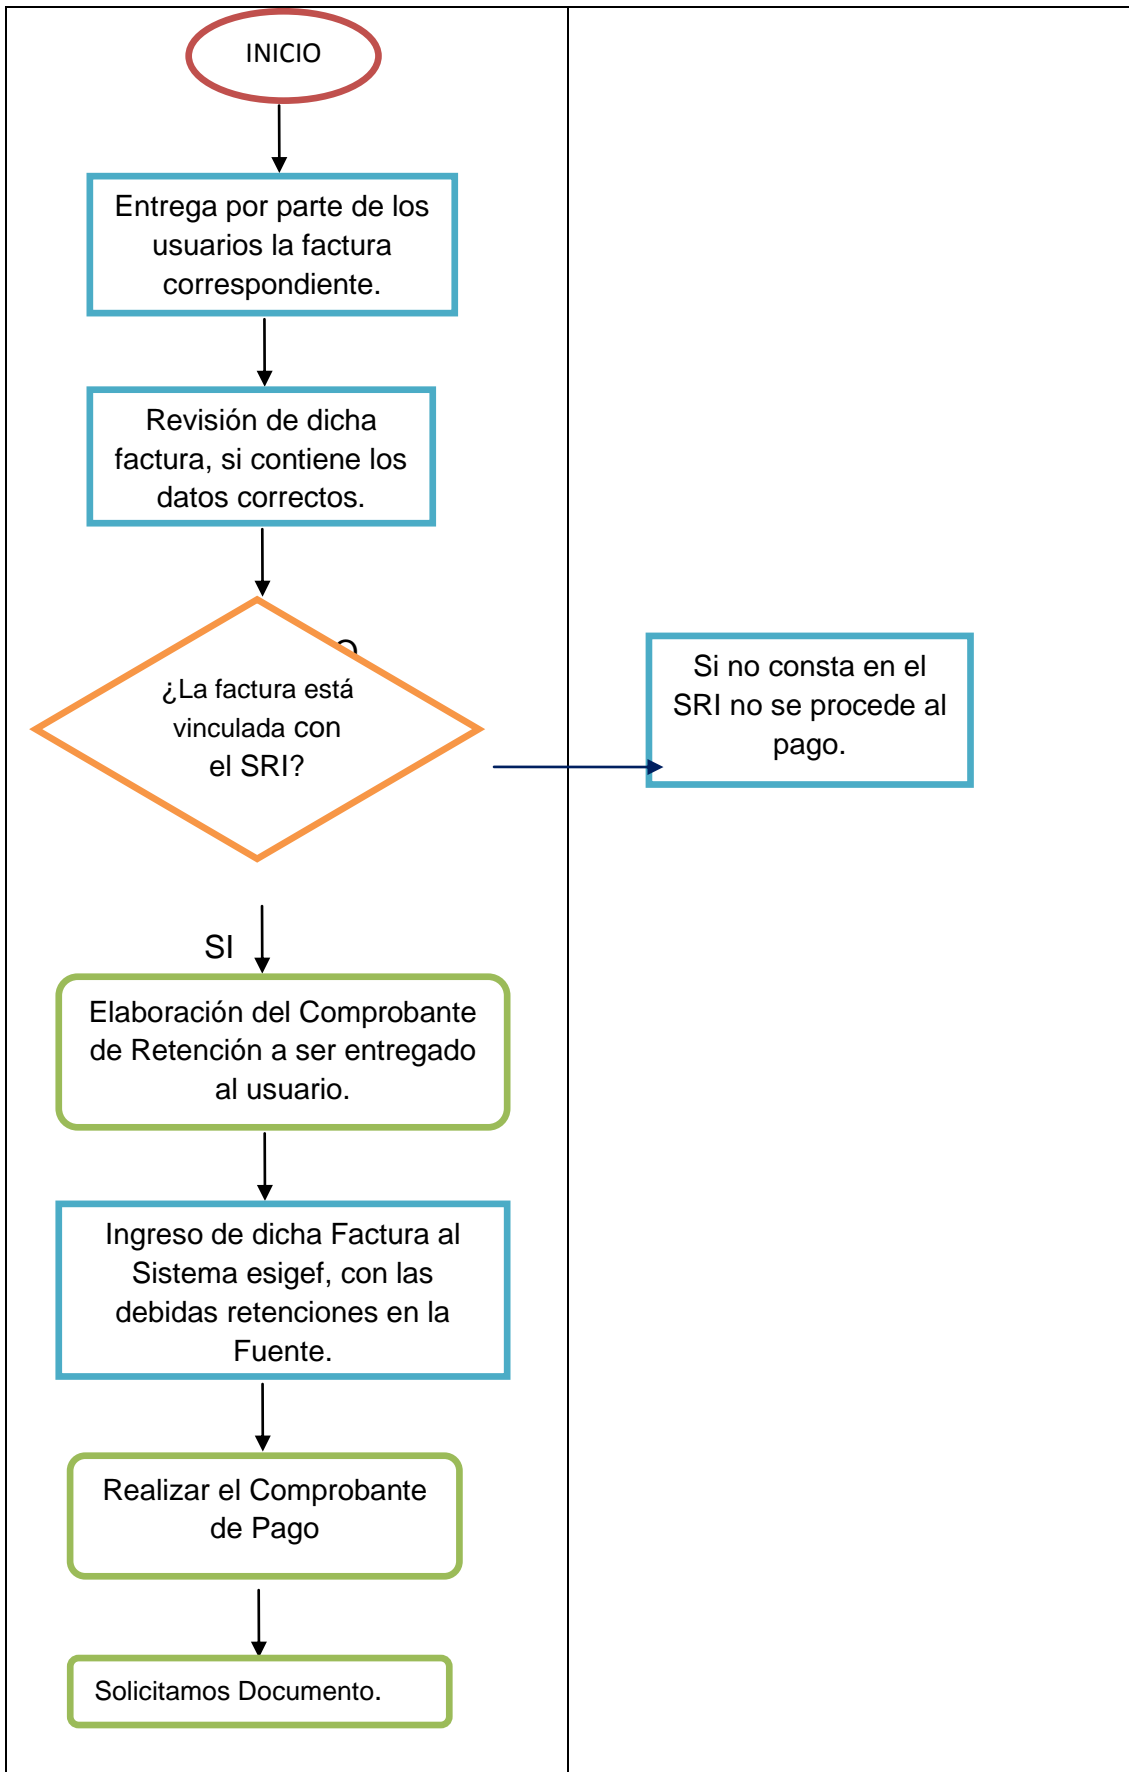 INICIO
Entrega por parte de los
usuarios la factura
correspondiente.
Revisión de dicha
factura, si contiene los
datos correctos.
¿La factura está
vinculada con
el SRI?
Si no consta en el
SRI no se procede al
pago.
SI
Elaboración del Comprobante
de Retención a ser entregado
al usuario.
Ingreso de dicha Factura al
Sistema esigef, con las
debidas retenciones en la
Fuente.
Realizar el Comprobante
de Pago
Solicitamos Documento.